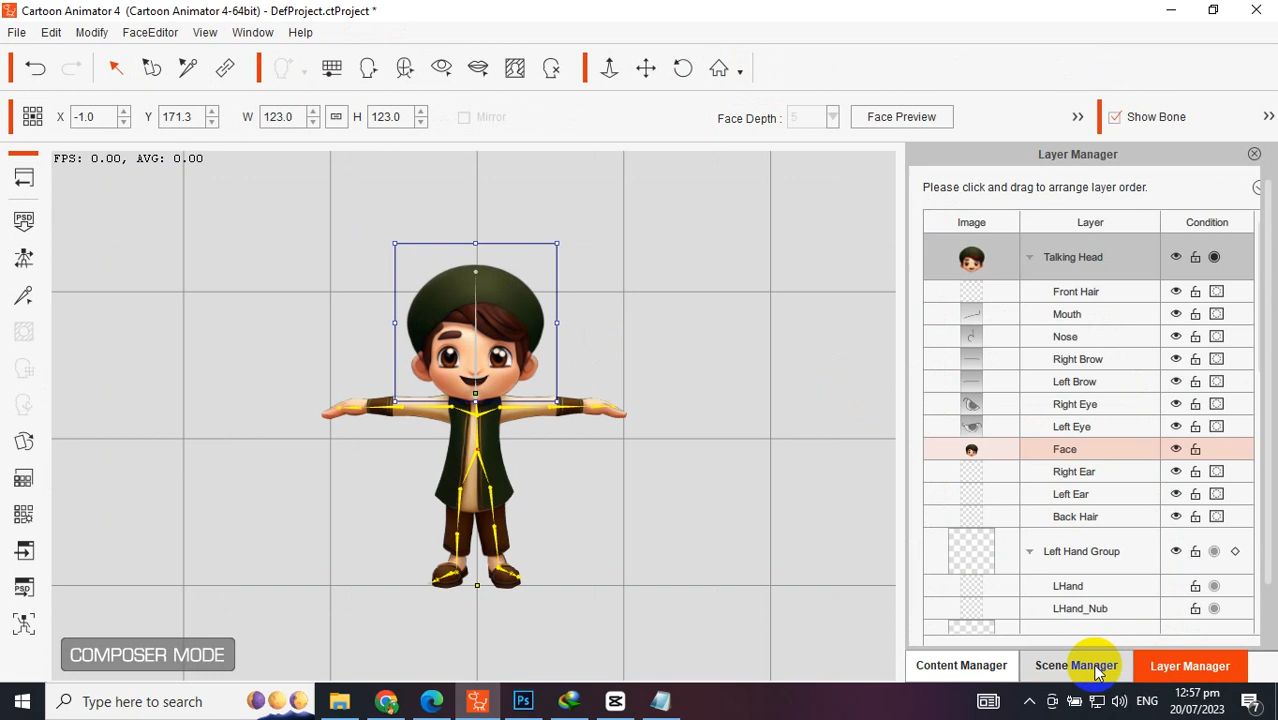 Cartoon Animator 4 (Cartoon Animator 4-64bit) - DefProject.ctProject *
File Edit Modify FaceEditor View Window Help
X -1.0 Y 171.3 W 123.0 H 123.0 Mirror Face Depth : 5 Face Preview >> Show Bone >>
FPS: 0.00, AVG: 0.00
Layer Manager
Please click and drag to arrange layer order.
Image Layer Condition
Talking Head
Front Hair
Mouth
Nose
Right Brow
Left Brow
Right Eye
Left Eye
Face
Right Ear
Left Ear
Back Hair
Left Hand Group
LHand
LHand_Nub
PSD
PSD
COMPOSER MODE
Content Manager Scene Manager Layer Manager
Type here to search
Ps
ENG
12:57 pm
20/07/2023
7